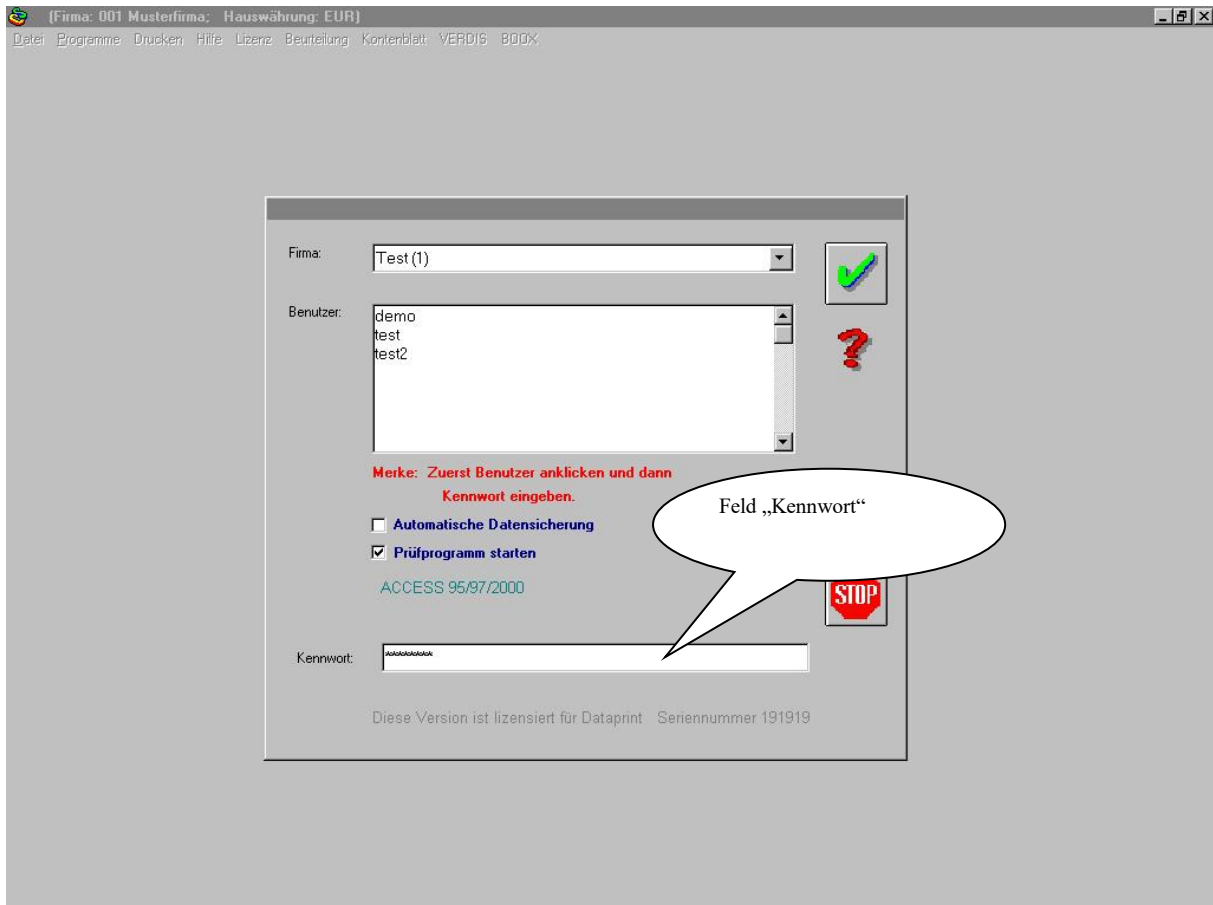 (Firma: 001 Musterfirma; Hauswährung: EUR)
Datei Programme Drucken Hilfe Lizenz Beurteilung Kontenblatt VERDIS BOOX
Firma:
Test (1)
Benutzer:
demo
test
test2
Merke: Zuerst Benutzer anklicken und dann
Kennwort eingeben.
Feld „Kennwort“
Automatische Datensicherung
Prüfprogramm starten
ACCESS 95/97/2000
STOP
Kennwort:
*********
Diese Version ist lizensiert für Dataprint Seriennummer 191919